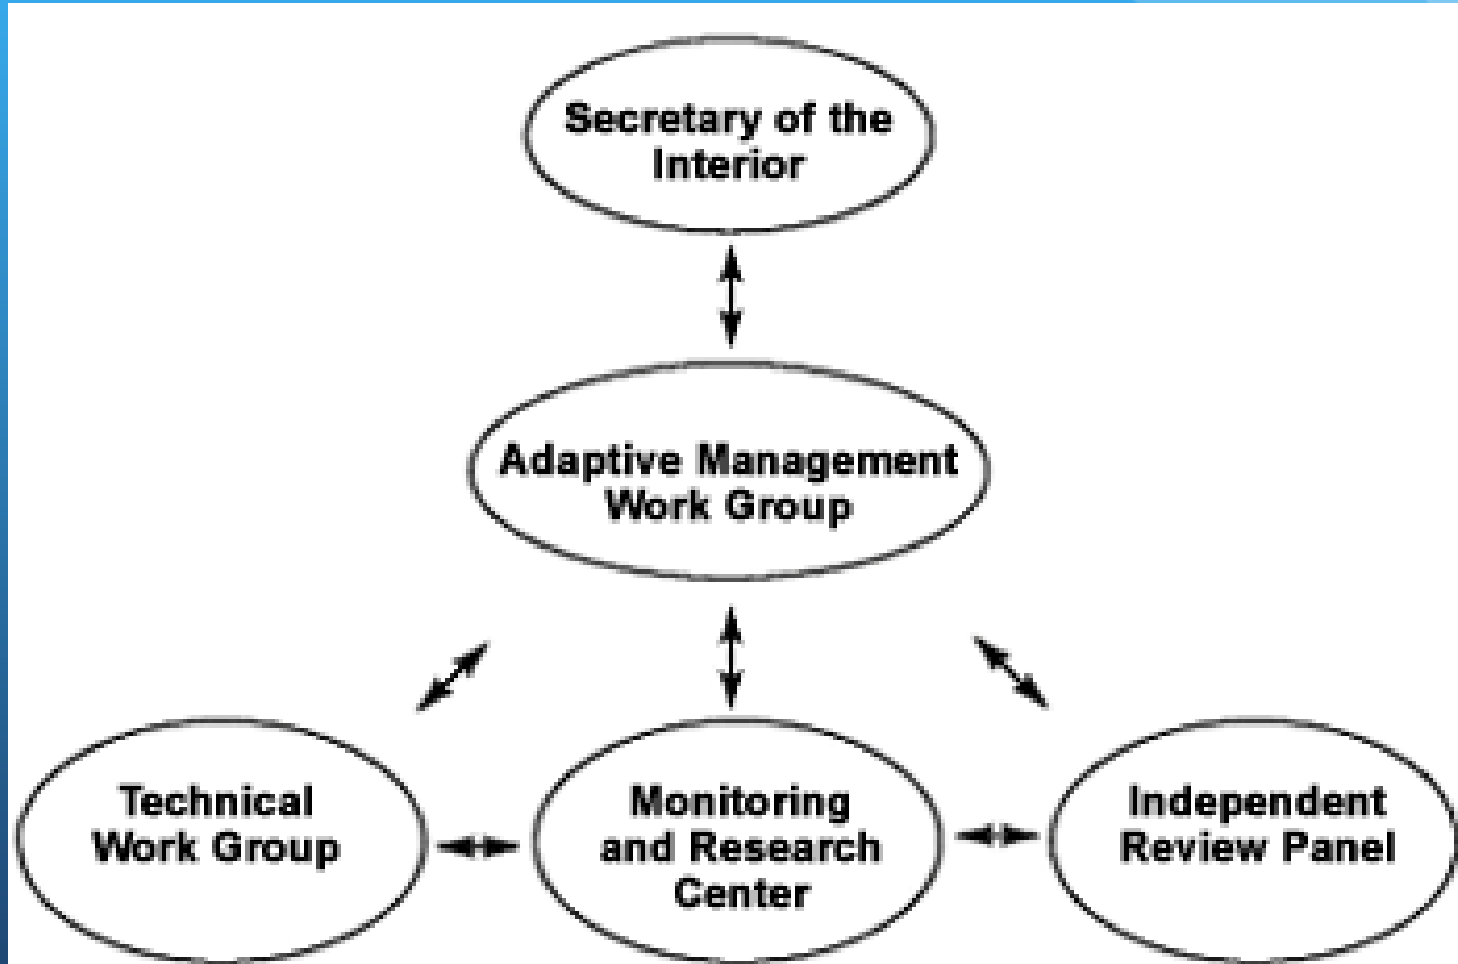 Secretary of the
Interior
Adaptive Management
Work Group
Technical
Work Group
Monitoring
and Research
Center
Independent
Review Panel